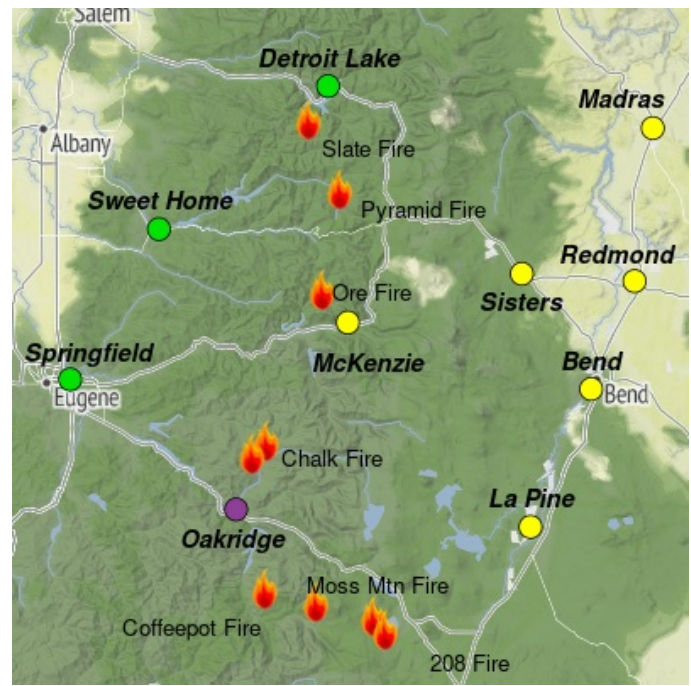 Salem
Detroit Lake
Madras
Albany
Slate Fire
Sweet Home
Pyramid Fire
Redmond
Ore Fire
Sisters
Springfield
McKenzie
Bend
Eugene
Bend
Chalk Fire
La Pine
Oakridge
Moss Mtn Fire
Coffeepot Fire
208 Fire